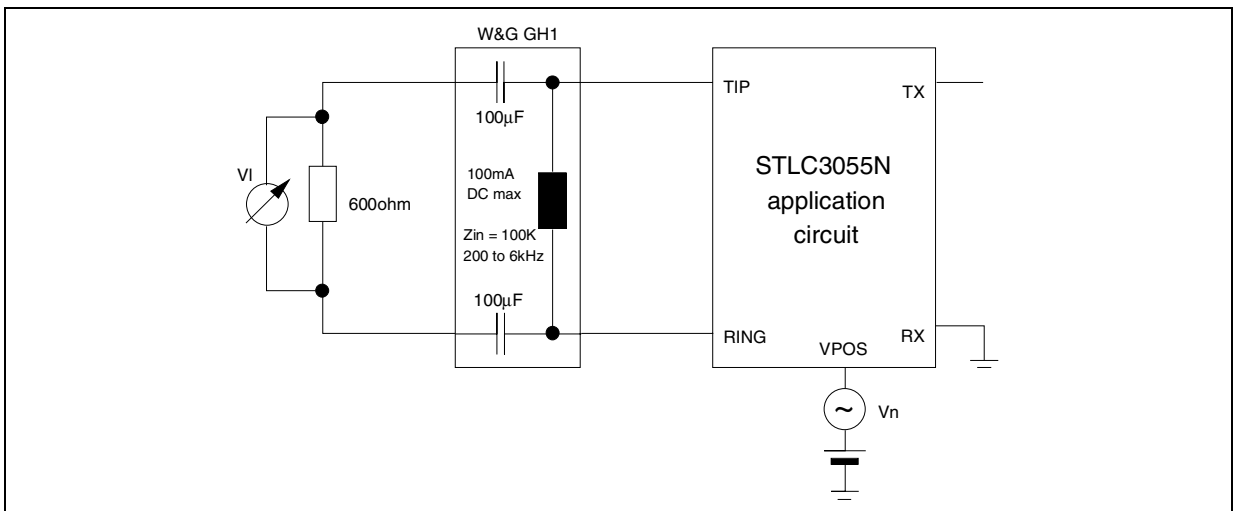 W&G GH1
TIP
TX
100μF
STLC3055N
application
circuit
VI
600ohm
100mA
DC max
Zin = 100K
200 to 6kHz
100μF
RING
RX
VPOS
~
Vn